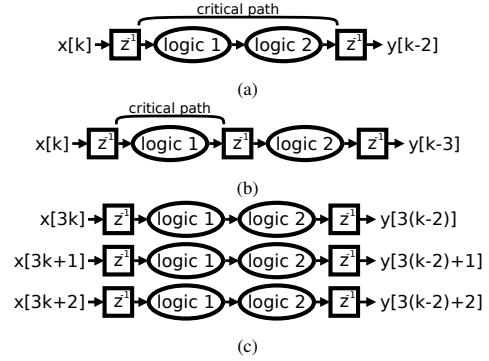 critical path
x[k] z⁻¹ logic 1 logic 2 z⁻¹ y[k-2]
(a)
critical path
x[k] z⁻¹ logic 1 z⁻¹ logic 2 z⁻¹ y[k-3]
(b)
x[3k] z⁻¹ logic 1 logic 2 z⁻¹ y[3(k-2)]
x[3k+1] z⁻¹ logic 1 logic 2 z⁻¹ y[3(k-2)+1]
x[3k+2] z⁻¹ logic 1 logic 2 z⁻¹ y[3(k-2)+2]
(c)